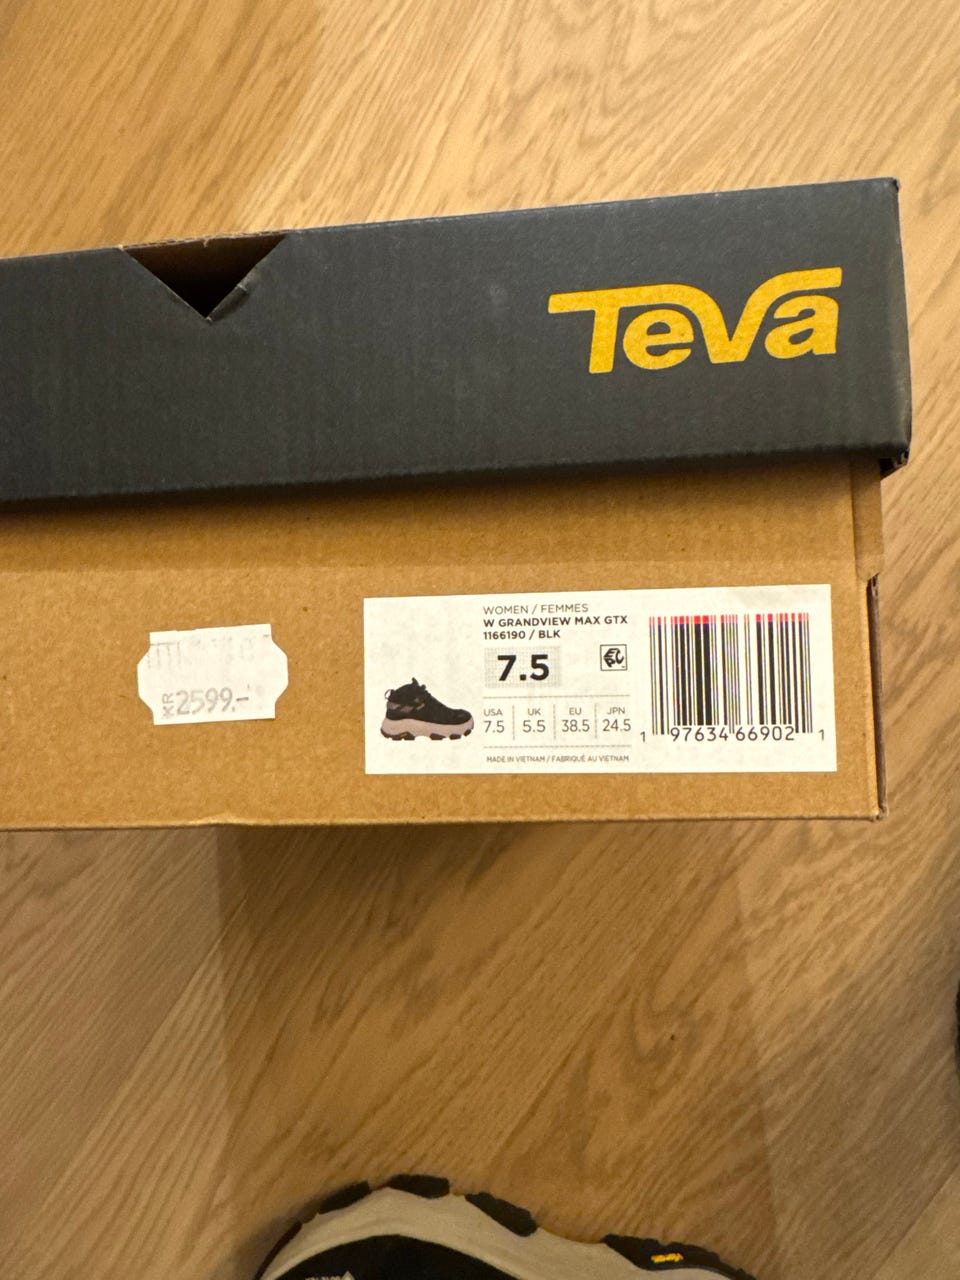 Teva
WOMEN / FEMMES
W GRANDVIEW MAX GTX
1166190 / BLK
7.5
USA UK EU JPN
7.5 5.5 38.5 24.5
MADE IN VIETNAM / FABRIQUÉ AU VIETNAM
1 97634 66902 1
KR 2599.-